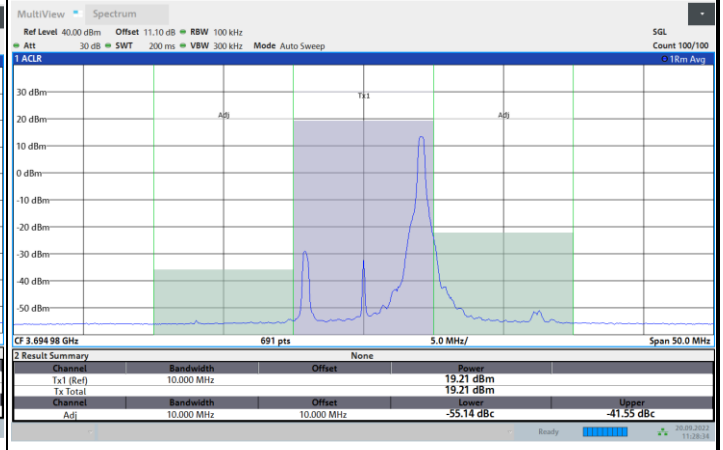 MultiView Spectrum
Ref Level 40.00 dBm Offset 11.10 dB RBW 100 kHz SGL
Att 30 dB SWT 200 ms VBW 300 kHz Mode Auto Sweep Count 100/100
1 ACLR 1Rm Avg
Tx1
Adj Adj
30 dBm
20 dBm
10 dBm
0 dBm
-10 dBm
-20 dBm
-30 dBm
-40 dBm
-50 dBm
CF 3.694 98 GHz 691 pts 5.0 MHz/ Span 50.0 MHz
2 Result Summary None
Channel Bandwidth Offset Power
Tx1 (Ref) 10.000 MHz 19.21 dBm
Tx Total 19.21 dBm
Channel Bandwidth Offset Lower Upper
Adj 10.000 MHz 10.000 MHz -55.14 dBc -41.55 dBc
Ready 20.09.2022
11:28:34